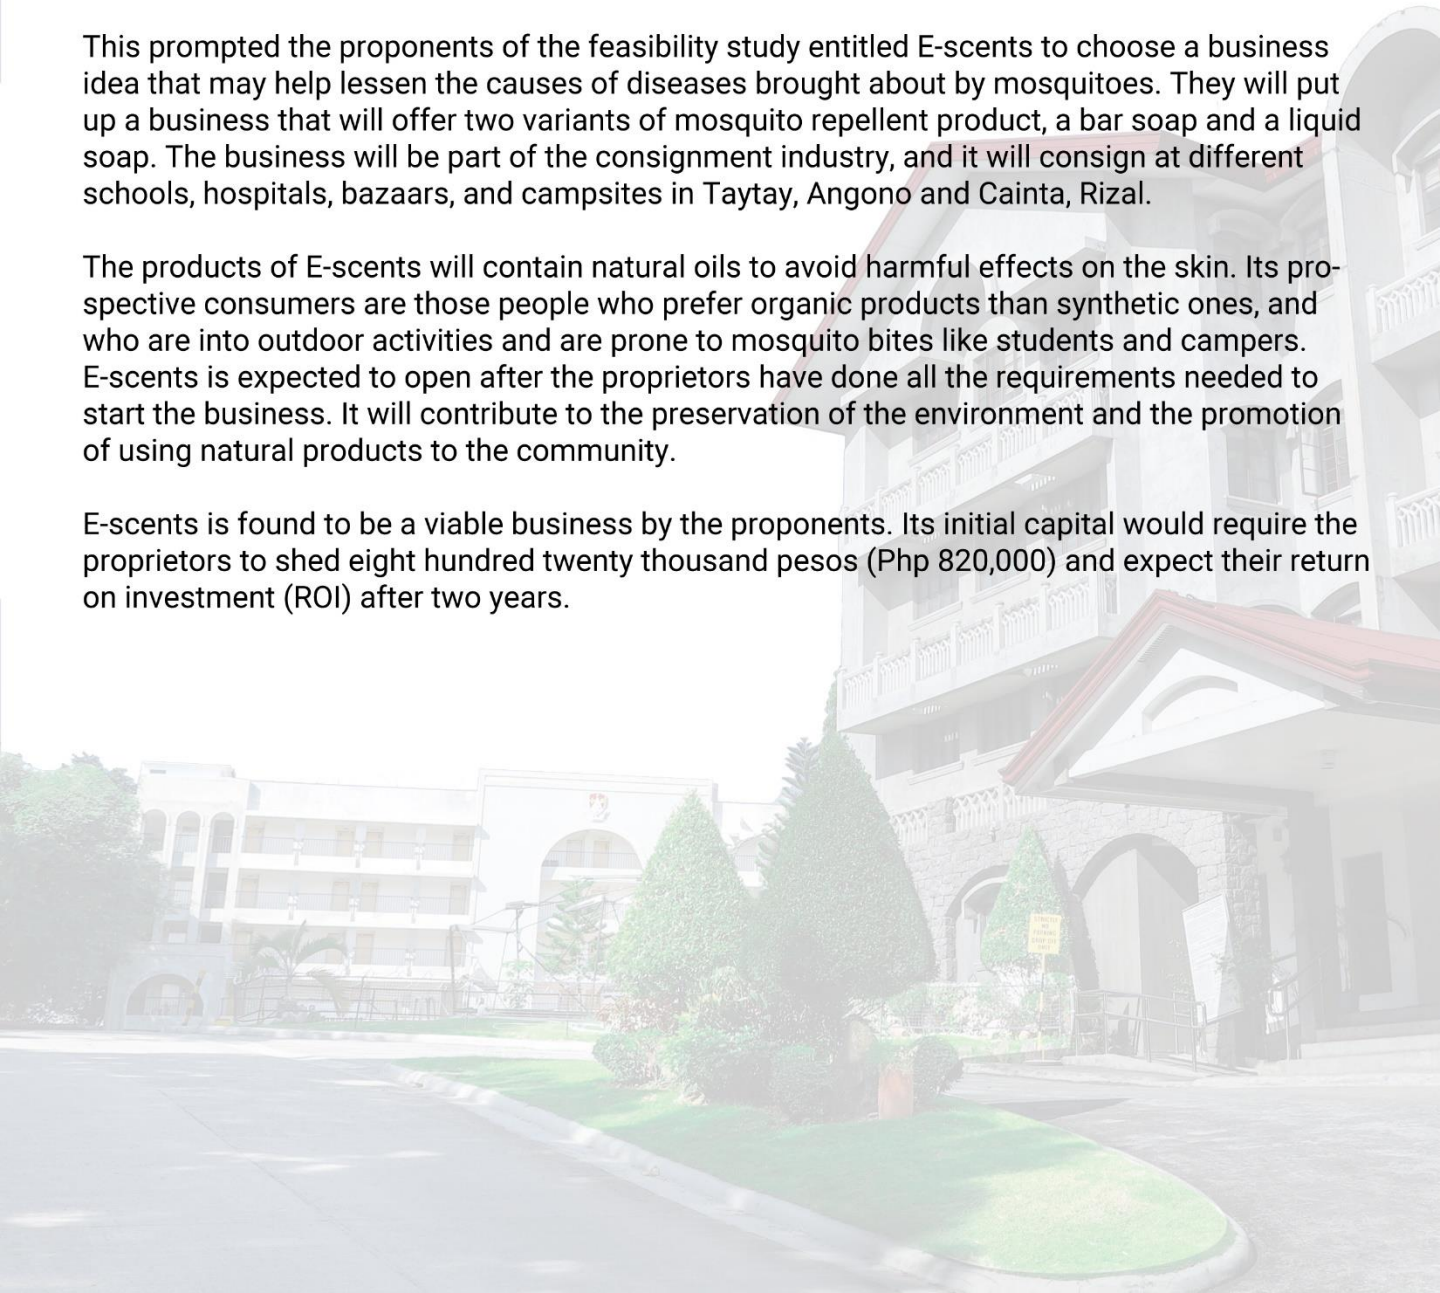 This prompted the proponents of the feasibility study entitled E-scents to choose a business
idea that may help lessen the causes of diseases brought about by mosquitoes. They will put
up a business that will offer two variants of mosquito repellent product, a bar soap and a liquid
soap. The business will be part of the consignment industry, and it will consign at different
schools, hospitals, bazaars, and campsites in Taytay, Angono and Cainta, Rizal.
The products of E-scents will contain natural oils to avoid harmful effects on the skin. Its pro-
spective consumers are those people who prefer organic products than synthetic ones, and
who are into outdoor activities and are prone to mosquito bites like students and campers.
E-scents is expected to open after the proprietors have done all the requirements needed to
start the business. It will contribute to the preservation of the environment and the promotion
of using natural products to the community.
E-scents is found to be a viable business by the proponents. Its initial capital would require the
proprietors to shed eight hundred twenty thousand pesos (Php 820,000) and expect their return
on investment (ROI) after two years.